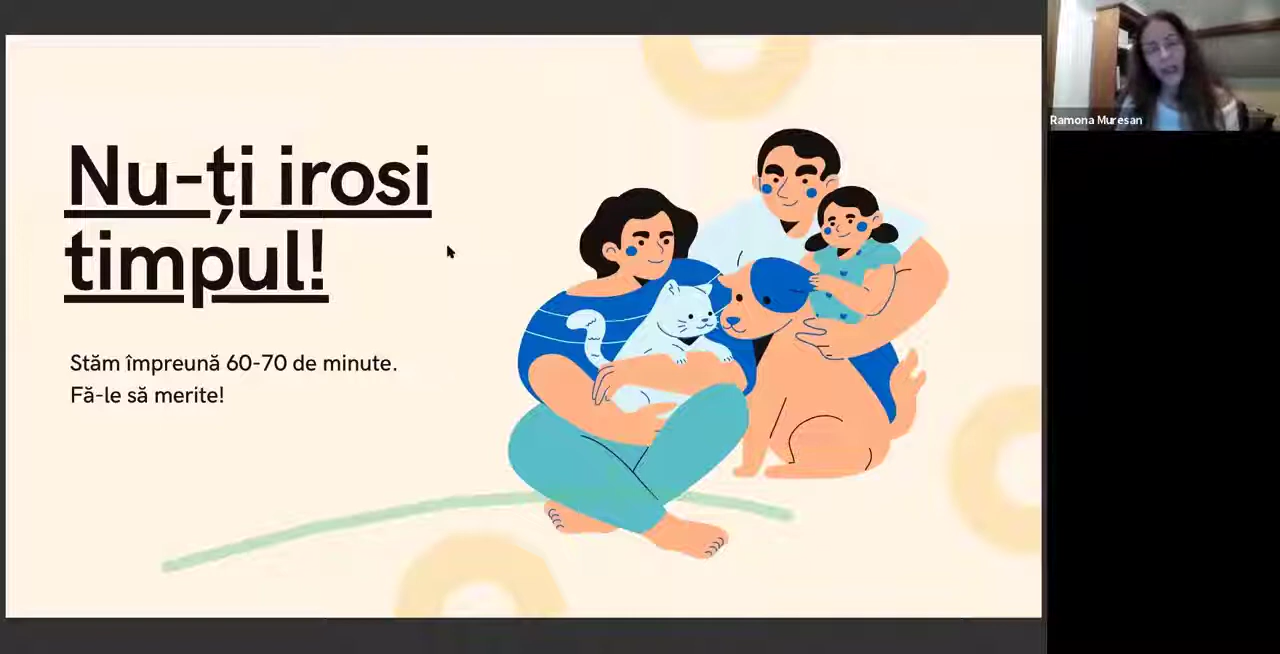 Nu-ți irosi
timpul!
Stăm împreună 60-70 de minute.
Fă-le să merite!
Ramona Muresan